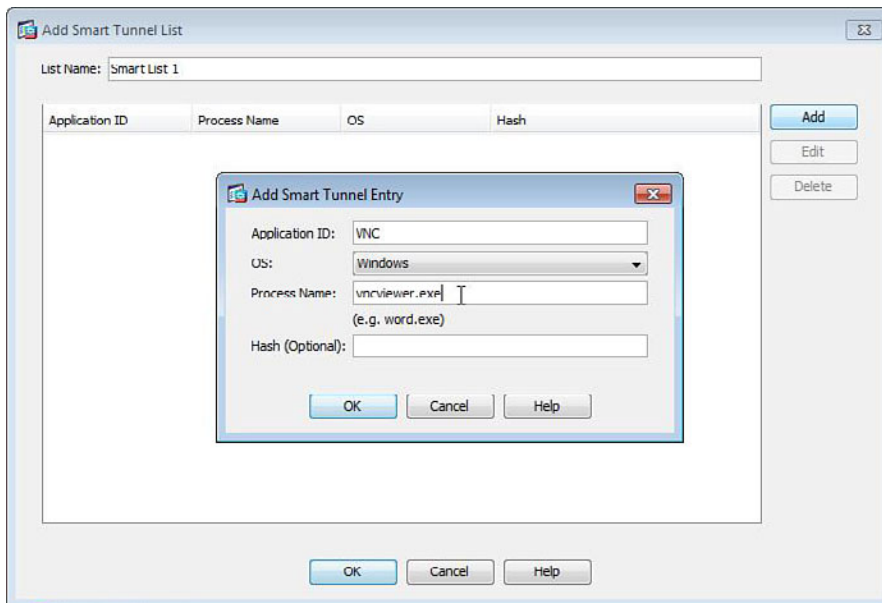 Add Smart Tunnel List
List Name: Smart List 1
Application ID Process Name OS Hash
Add
Edit
Delete
Add Smart Tunnel Entry
Application ID: VNC
OS: Windows
Process Name: vncviewer.exe
(e.g. word.exe)
Hash (Optional):
OK Cancel Help
OK Cancel Help